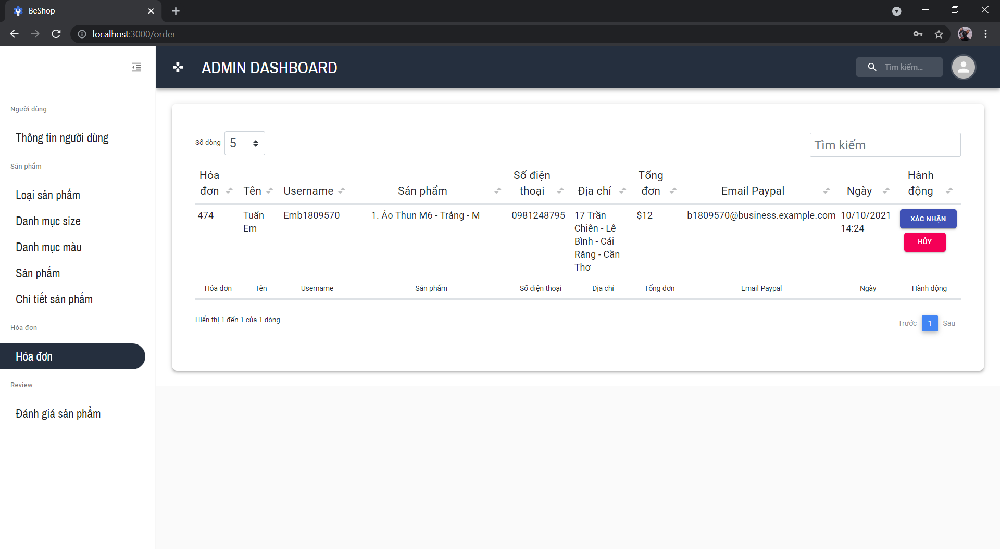 BeShop
localhost:3000/order
ADMIN DASHBOARD
Tìm kiếm...
Người dùng
Thông tin người dùng
Sản phẩm
Loại sản phẩm
Danh mục size
Danh mục màu
Sản phẩm
Chi tiết sản phẩm
Hóa đơn
Hóa đơn
Review
Đánh giá sản phẩm
Số dòng 5
Tìm kiếm
Hóa đơn Tên Username Sản phẩm Số điện thoại Địa chỉ Tổng đơn Email Paypal Ngày Hành động
474 Tuấn Em Emb1809570 1. Áo Thun M6 - Trắng - M 0981248795 17 Trần Chiên - Lê Bình - Cái Răng - Cần Thơ $12 b1809570@business.example.com 10/10/2021 14:24 XÁC NHẬN
HỦY
Hóa đơn Tên Username Sản phẩm Số điện thoại Địa chỉ Tổng đơn Email Paypal Ngày Hành động
Hiển thị 1 đến 1 của 1 dòng
Trước 1 Sau